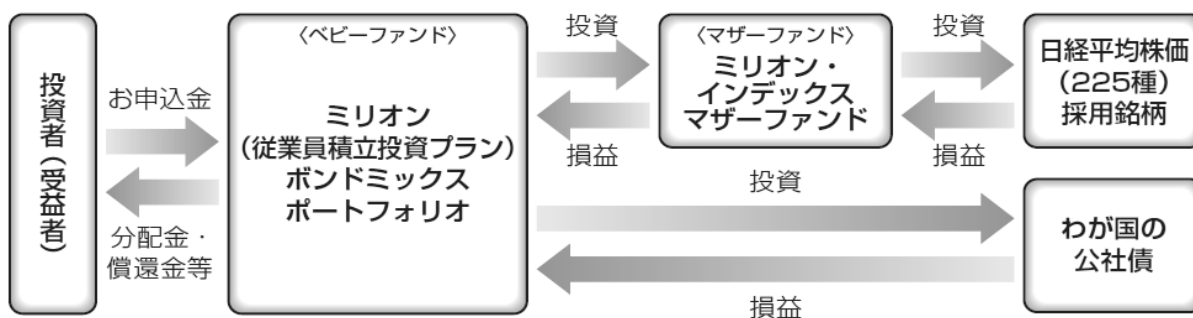 投資者（受益者）
お申込金
分配金・
償還金等
〈ベビーファンド〉
ミリオン
（従業員積立投資プラン）
ボンドミックス
ポートフォリオ
投資
損益
〈マザーファンド〉
ミリオン・
インデックス
マザーファンド
投資
損益
日経平均株価
（225種）
採用銘柄
投資
損益
わが国の
公社債